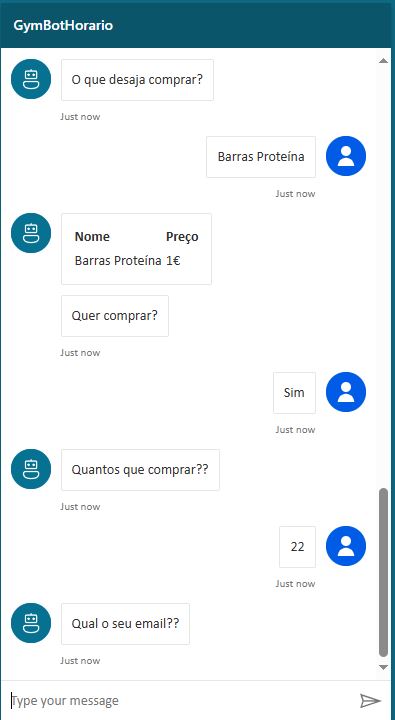 GymBotHorario
O que desaja comprar?
Just now
Barras Proteína
Just now
Nome Preço
Barras Proteína 1€
Quer comprar?
Just now
Sim
Just now
Quantos que comprar??
Just now
22
Just now
Qual o seu email??
Just now
Type your message